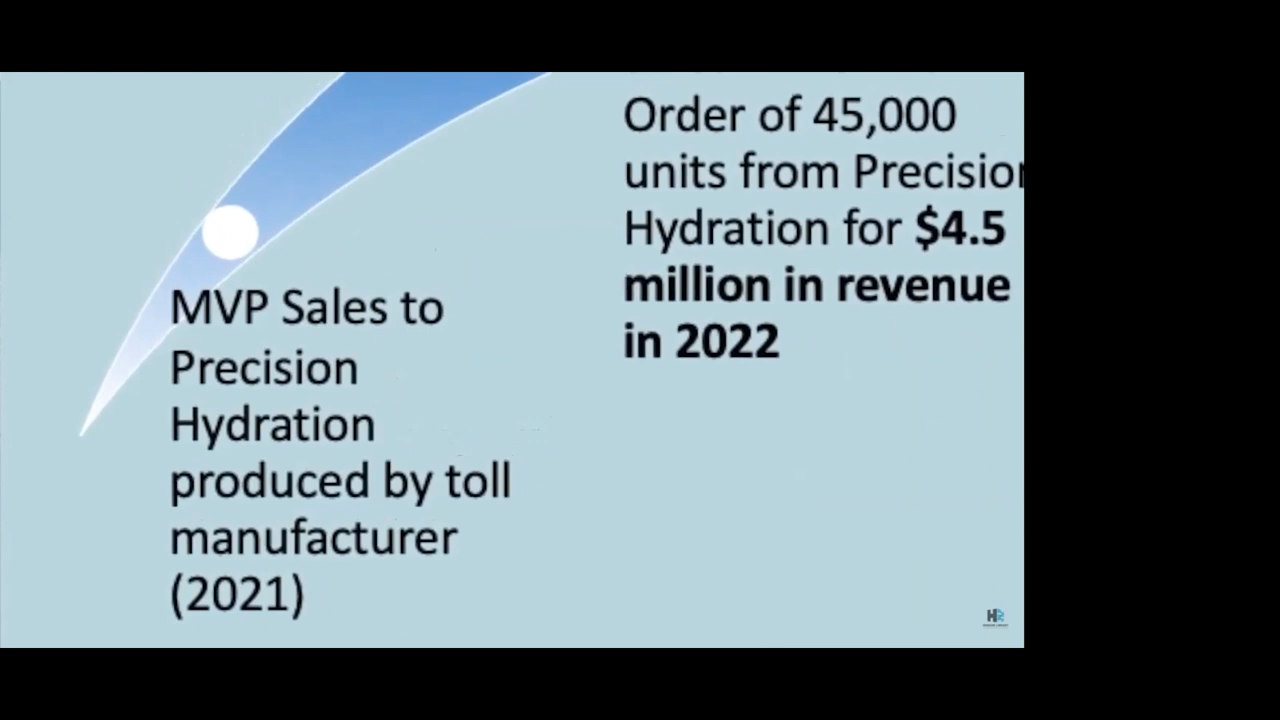 Order of 45,000
units from Precision
Hydration for $4.5
million in revenue
in 2022
MVP Sales to
Precision
Hydration
produced by toll
manufacturer
(2021)